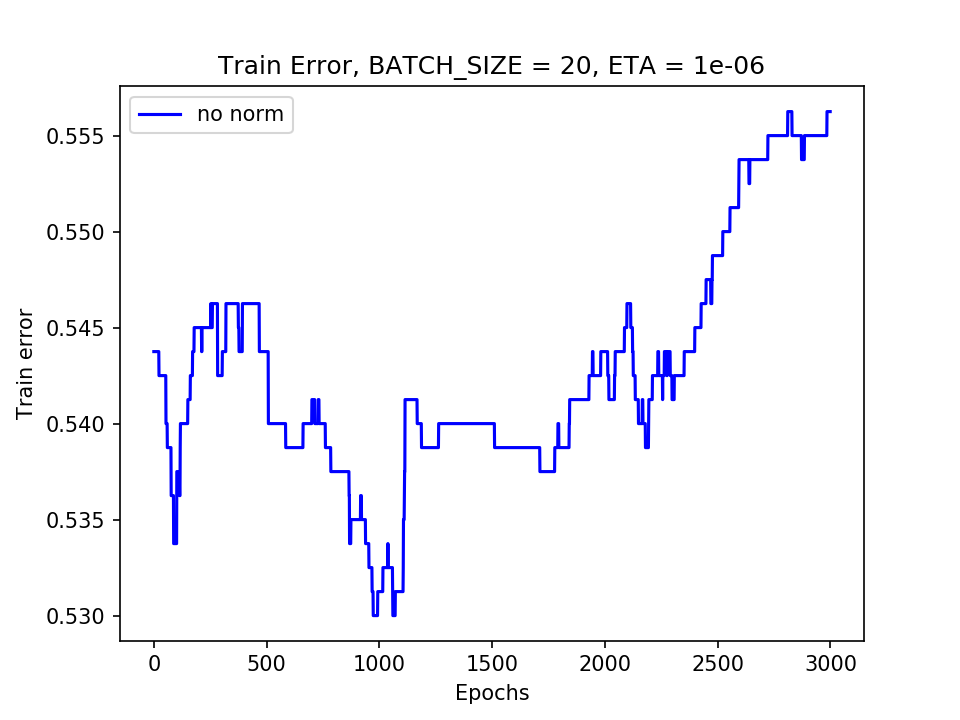 Train Error, BATCH_SIZE = 20, ETA = 1e-06
no norm
0.555
0.550
0.545
0.540
0.535
0.530
Train error
0 500 1000 1500 2000 2500 3000
Epochs